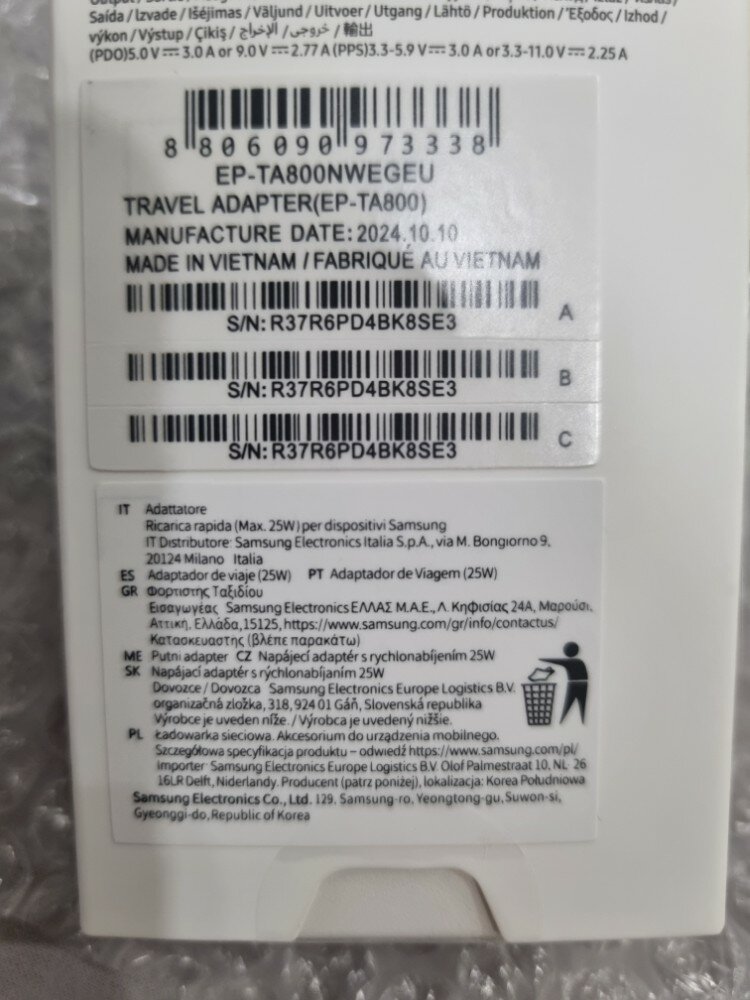 Saída / Izvade / Išėjimas / Väljund / Uitvoer / Utgang / Lähtö / Produktion / Έξοδος / Izhod /
výkon / Výstup / Çıkış / خروجی / الإخراج / 輸出
(PDO)5.0 V ⎓ 3.0 A or 9.0 V ⎓ 2.77 A (PPS)3.3-5.9 V ⎓ 3.0 A or 3.3-11.0 V ⎓ 2.25 A
8 806090 973338
EP-TA800NWEGEU
TRAVEL ADAPTER(EP-TA800)
MANUFACTURE DATE: 2024.10.10
MADE IN VIETNAM / FABRIQUÉ AU VIETNAM
S/N: R37R6PD4BK8SE3 A
S/N: R37R6PD4BK8SE3 B
S/N: R37R6PD4BK8SE3 C
IT Adattatore
Ricarica rapida (Max. 25W) per dispositivi Samsung
IT Distributore: Samsung Electronics Italia S.p.A., via M. Bongiorno 9,
20124 Milano Italia
ES Adaptador de viaje (25W) PT Adaptador de Viagem (25W)
GR Φορτιστης Ταξιδίου
Εισαγωγέας Samsung Electronics ΕΛΛΑΣ Μ.Α.Ε., Λ. Κηφισίας 24Α, Μαρούσι,
Αττική, Ελλάδα,15125, https://www.samsung.com/gr/info/contactus/
Κατασκευαστης (βλέπε παρακάτω)
ME Putni adapter CZ Napájecí adaptér s rychlonabíjením 25W
SK Napájací adaptér s rýchlonabíjaním 25W
Dovozce / Dovozca Samsung Electronics Europe Logistics B.V.
organizačná zložka, 318, 924 01 Gáň, Slovenská republika
Výrobce je uveden níže. / Výrobca je uvedený nižšie.
PL Ładowarka sieciowa. Akcesorium do urządzenia mobilnego.
Szczegółowa specyfikacja produktu – odwiedź https://www.samsung.com/pl/
Importer Samsung Electronics Europe Logistics B.V. Olof Palmestraat 10, NL- 26
16LR Delft, Niderlandy. Producent (patrz poniżej), lokalizacja: Korea Południowa
Samsung Electronics Co., Ltd. 129, Samsung-ro, Yeongtong-gu, Suwon-si,
Gyeonggi-do, Republic of Korea